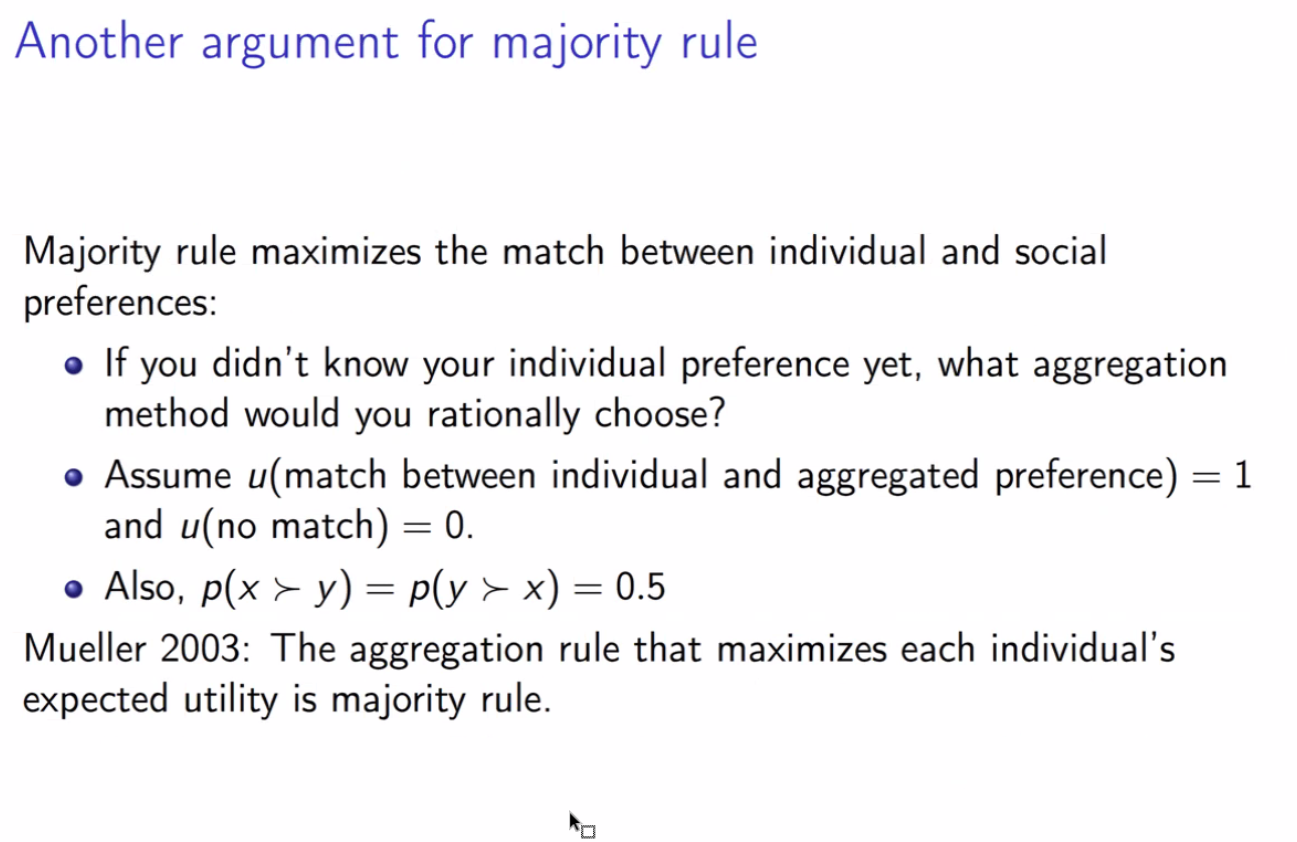 Another argument for majority rule
Majority rule maximizes the match between individual and social
preferences:
If you didn't know your individual preference yet, what aggregation
method would you rationally choose?
Assume u(match between individual and aggregated preference) = 1
and u(no match) = 0.
Also, p(x ≻ y) = p(y ≻ x) = 0.5
Mueller 2003: The aggregation rule that maximizes each individual's
expected utility is majority rule.